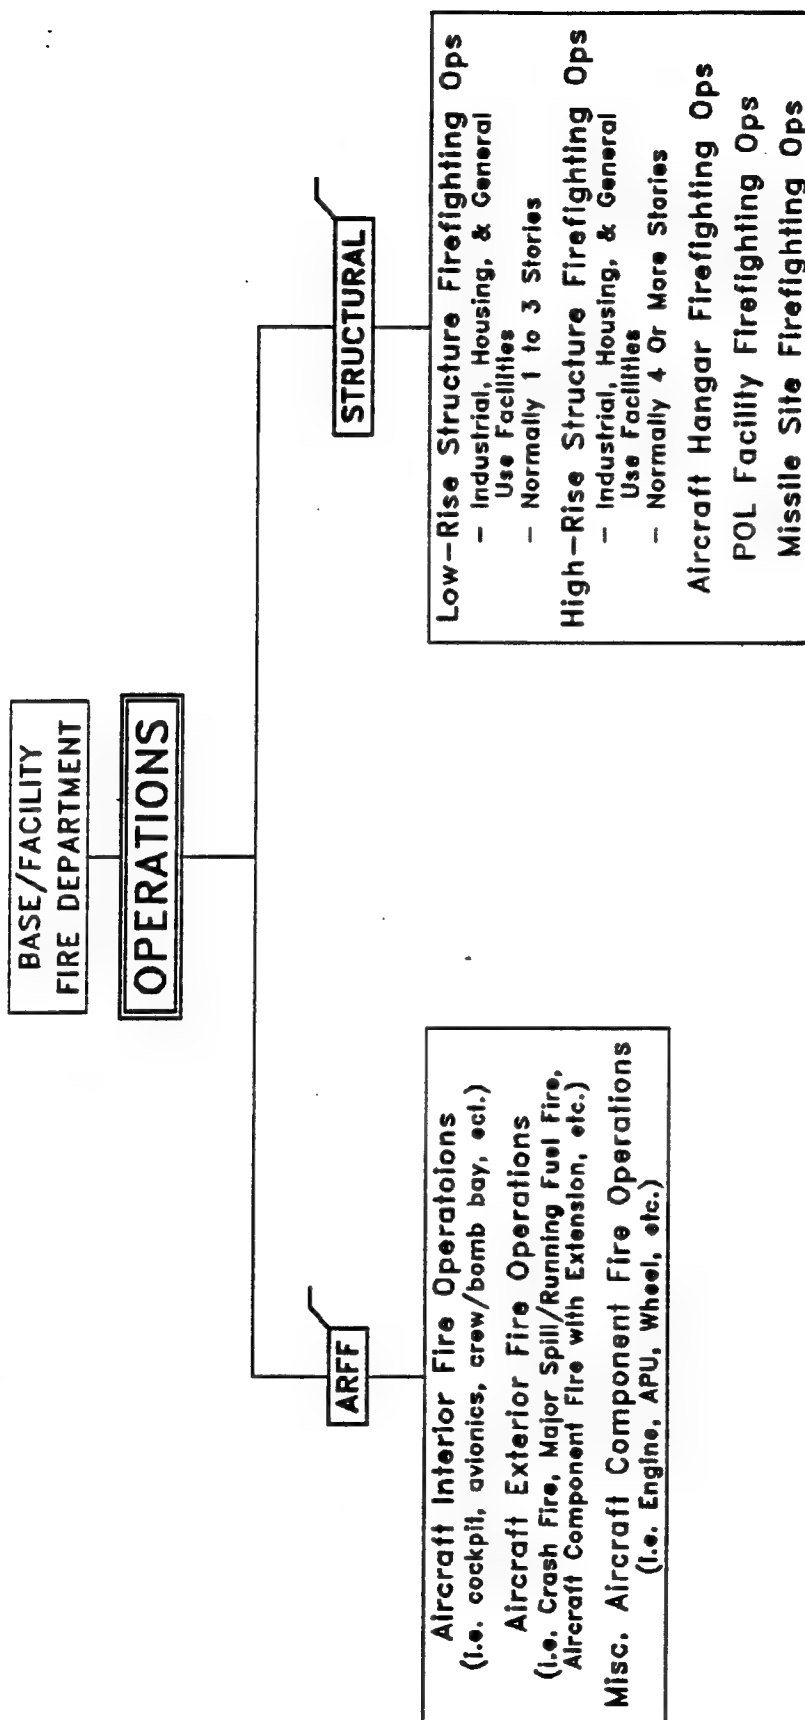 BASE/FACILITY
FIRE DEPARTMENT
OPERATIONS
ARFF
Aircraft Interior Fire Operatoions
(i.e. cockpit, avionics, crew/bomb bay, ect.)
Aircraft Exterior Fire Operations
(i.e. Crash Fire, Major Spill/Running Fuel Fire,
Aircraft Component Fire with Extension, etc.)
Misc. Aircraft Component Fire Operations
(i.e. Engine, APU, Wheel, etc.)
STRUCTURAL
Low-Rise Structure Firefighting Ops
- Industrial, Housing, & General
Use Facilities
- Normally 1 to 3 Stories
High-Rise Structure Firefighting Ops
- Industrial, Housing, & General
Use Facilities
- Normally 4 Or More Stories
Aircraft Hangar Firefighting Ops
POL Facility Firefighting Ops
Missile Site Firefighting Ops